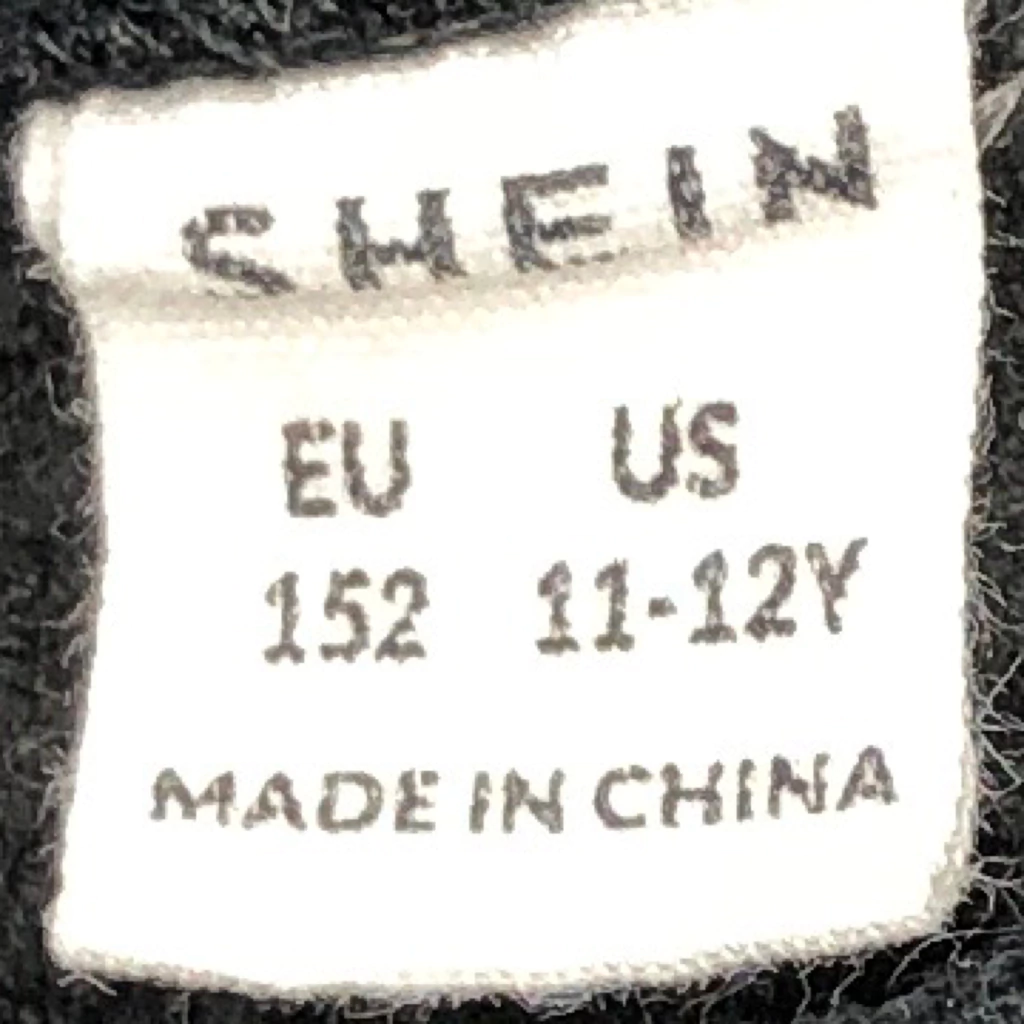 SHEIN
EU US
152 11-12Y
MADE IN CHINA